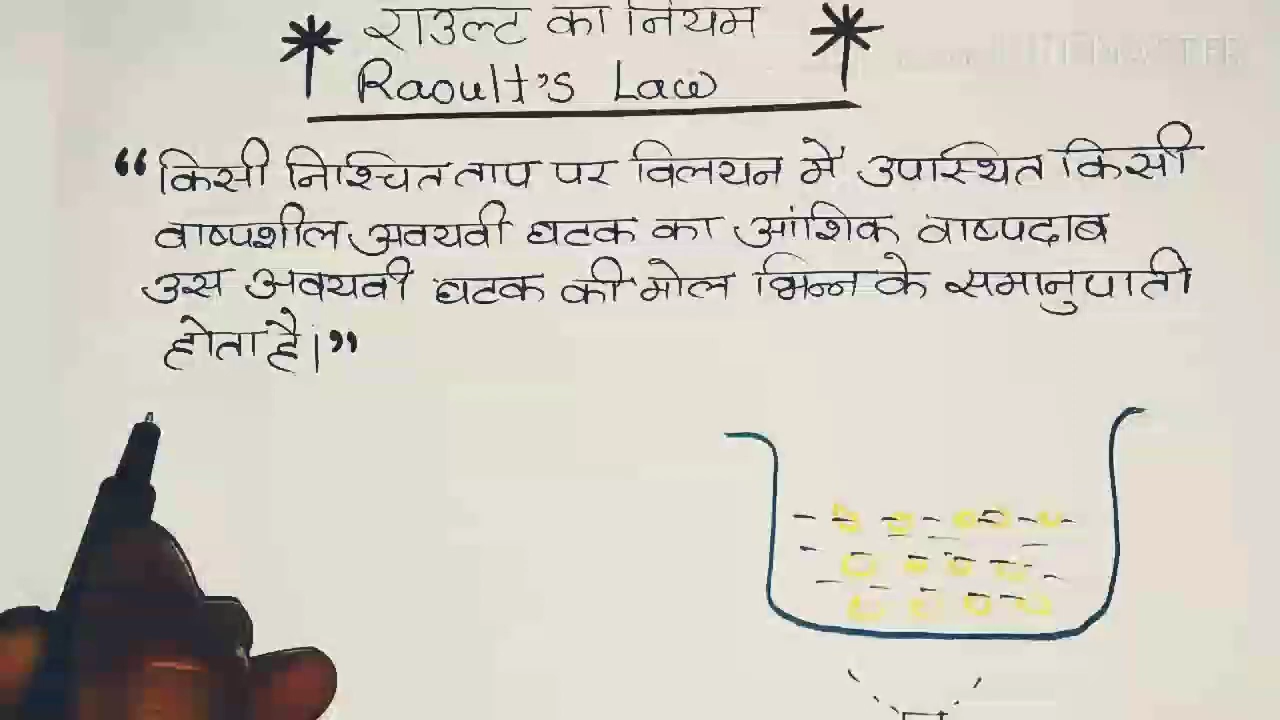 राउल्ट का नियम
Raoult's Law
“किसी निश्चित ताप पर विलयन में उपस्थित किसी
वाष्पशील अवयवी घटक का आंशिक वाष्पदाब
उस अवयवी घटक की मोल भिन्न के समानुपाती
होता है।”